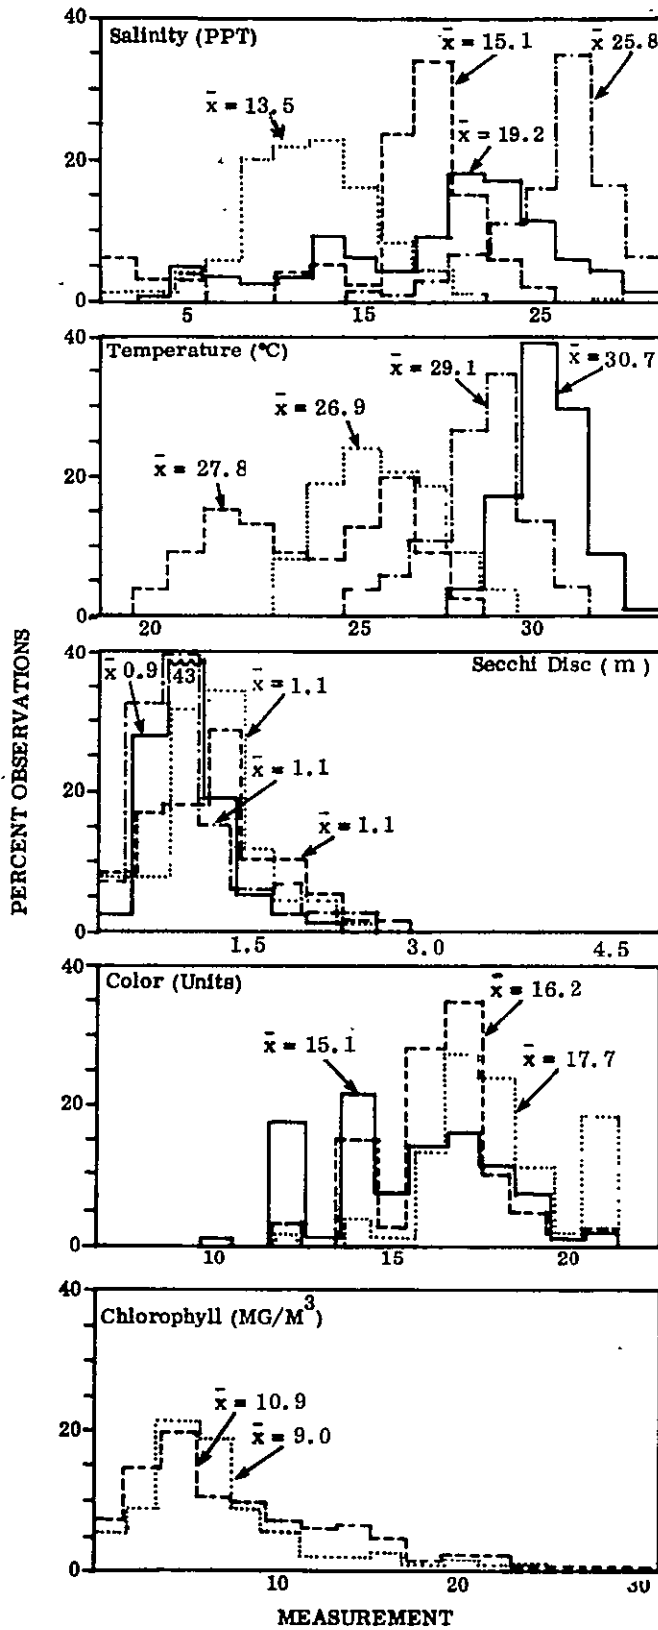 40
Salinity (PPT)
x̄ = 15.1
x̄ 25.8
x̄ = 13.5
x̄ = 19.2
20
0
5
15
25
40
Temperature (°C)
x̄ = 29.1
x̄ = 30.7
x̄ = 26.9
x̄ = 27.8
20
0
20
25
30
PERCENT OBSERVATIONS
40
x̄ 0.9
43
x̄ = 1.1
Secchi Disc (m)
x̄ = 1.1
x̄ = 1.1
20
0
1.5
3.0
4.5
40
Color (Units)
x̄ = 16.2
x̄ = 15.1
x̄ = 17.7
20
0
10
15
20
40
Chlorophyll (MG/M³)
x̄ = 10.9
x̄ = 9.0
20
0
10
20
30
MEASUREMENT